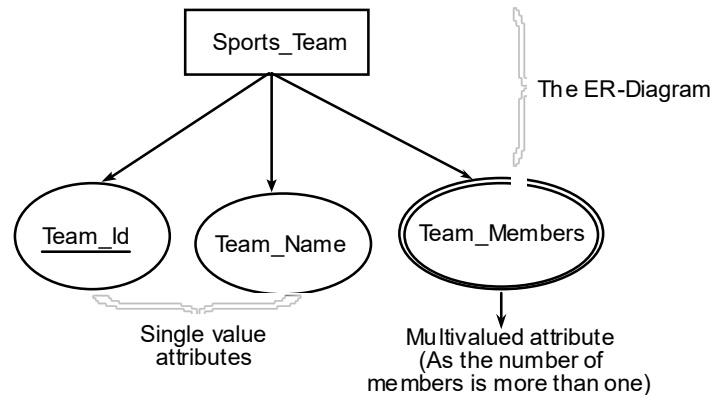 Sports_Team
The ER-Diagram
Team_Id
Team_Name
Team_Members
Single value
attributes
Multivalued attribute
(As the number of
members is more than one)